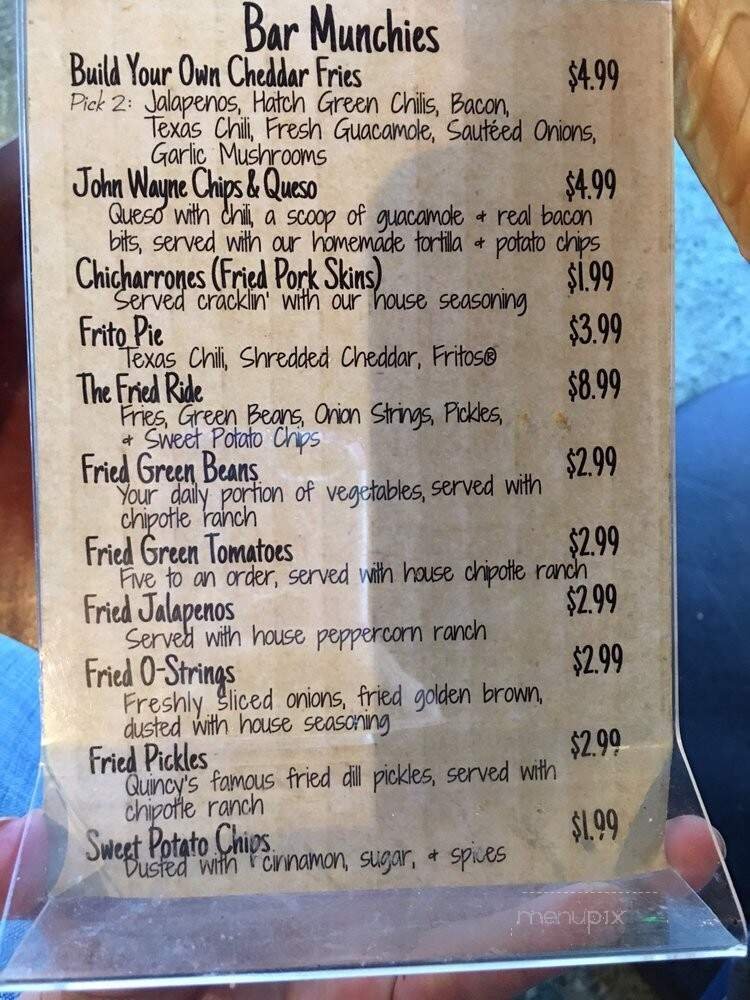 Bar Munchies
Build Your Own Cheddar Fries $4.99
Pick 2: Jalapenos, Hatch Green Chilis, Bacon,
Texas Chili, Fresh Guacamole, Sautéed Onions,
Garlic Mushrooms
John Wayne Chips & Queso $4.99
Queso with chili, a scoop of guacamole + real bacon
bits, served with our homemade tortilla + potato chips
Chicharrones (Fried Pork Skins) $1.99
Served cracklin' with our house seasoning
Frito Pie $3.99
Texas Chili, Shredded Cheddar, Fritos®
The Fried Ride $8.99
Fries, Green Beans, Onion Strings, Pickles,
+ Sweet Potato Chips
Fried Green Beans $2.99
Your daily portion of vegetables, served with
chipotle ranch
Fried Green Tomatoes $2.99
Five to an order, served with house chipotle ranch
Fried Jalapenos $2.99
Served with house peppercorn ranch
Fried O-Strings $2.99
Freshly sliced onions, fried golden brown,
dusted with house seasoning
Fried Pickles $2.99
Quincy's famous fried dill pickles, served with
chipotle ranch
Sweet Potato Chips $1.99
Dusted with cinnamon, sugar, + spices
menupix